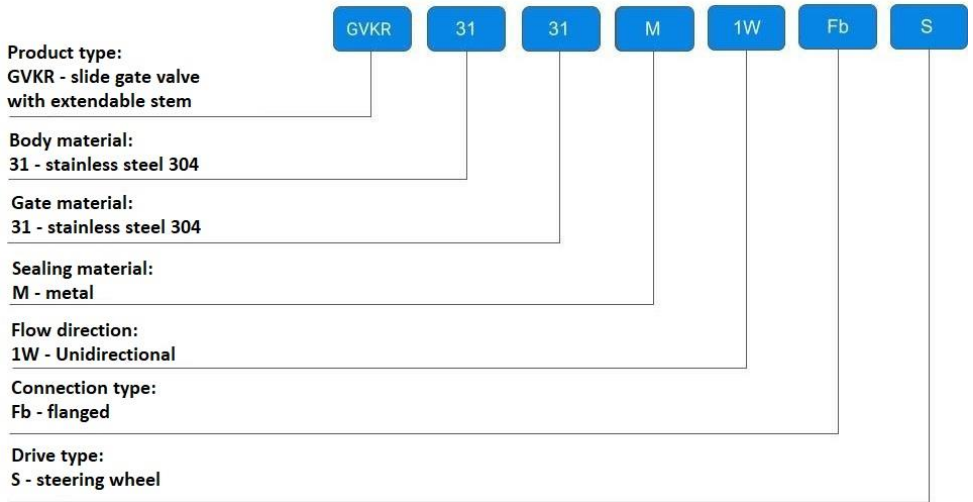 GVKR 31 31 M 1W Fb S
Product type:
GVKR - slide gate valve
with extendable stem
Body material:
31 - stainless steel 304
Gate material:
31 - stainless steel 304
Sealing material:
M - metal
Flow direction:
1W - Unidirectional
Connection type:
Fb - flanged
Drive type:
S - steering wheel